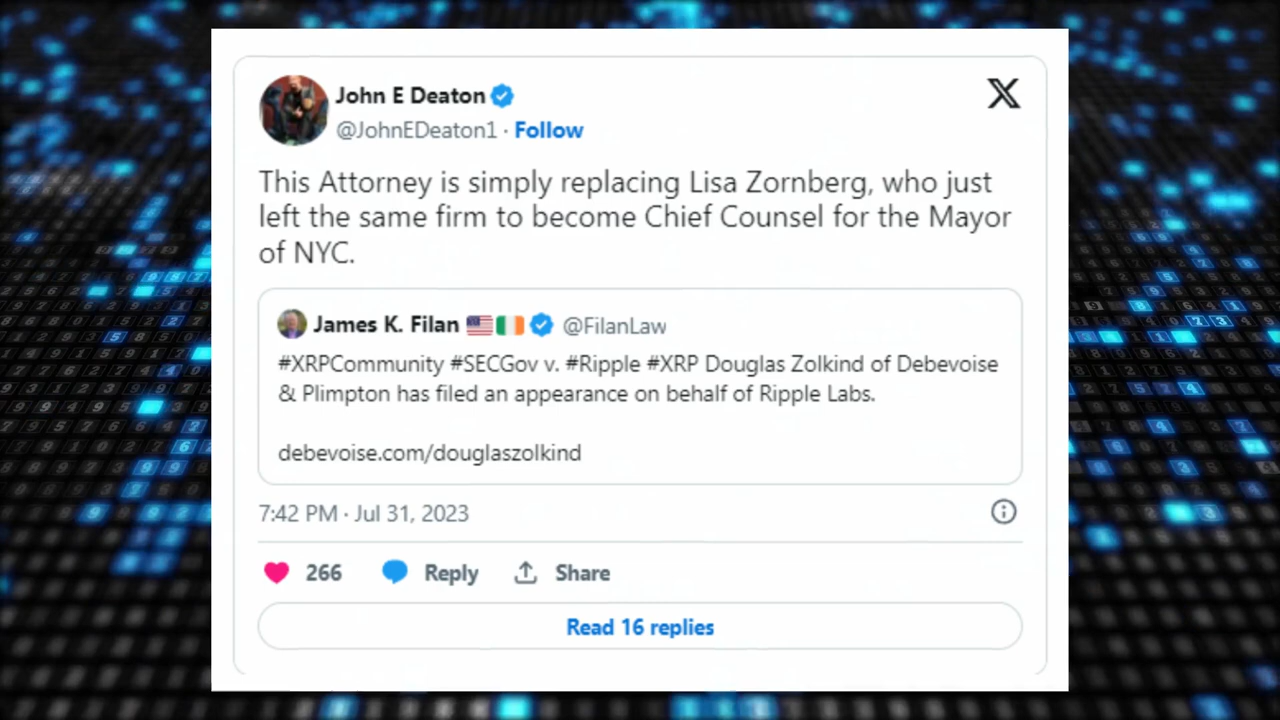 John E Deaton
@JohnEDeaton1 · Follow
This Attorney is simply replacing Lisa Zornberg, who just
left the same firm to become Chief Counsel for the Mayor
of NYC.
James K. Filan 🇺🇸🇮🇪 @FilanLaw
#XRPCommunity #SECGov v. #Ripple #XRP Douglas Zolkind of Debevoise
& Plimpton has filed an appearance on behalf of Ripple Labs.
debevoise.com/douglaszolkind
7:42 PM · Jul 31, 2023
266 Reply Share
Read 16 replies